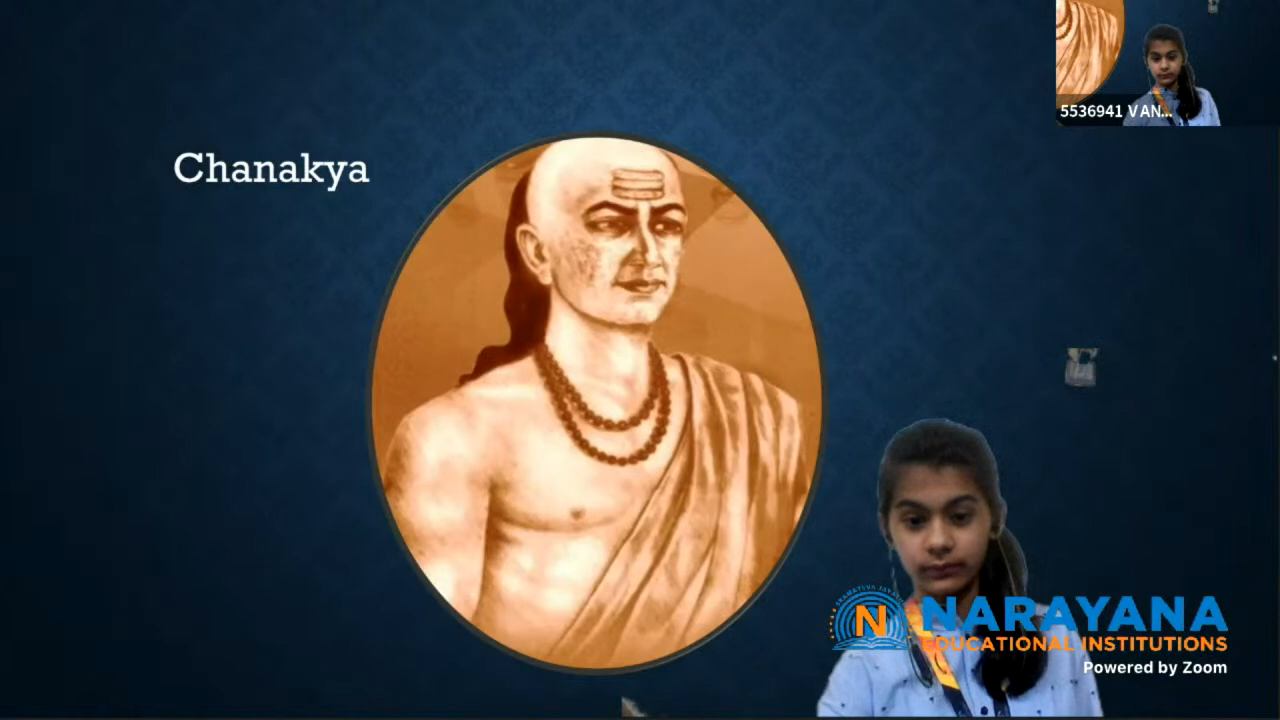 5536941 VAN...
Chanakya
NARAYANA
EDUCATIONAL INSTITUTIONS
Powered by Zoom